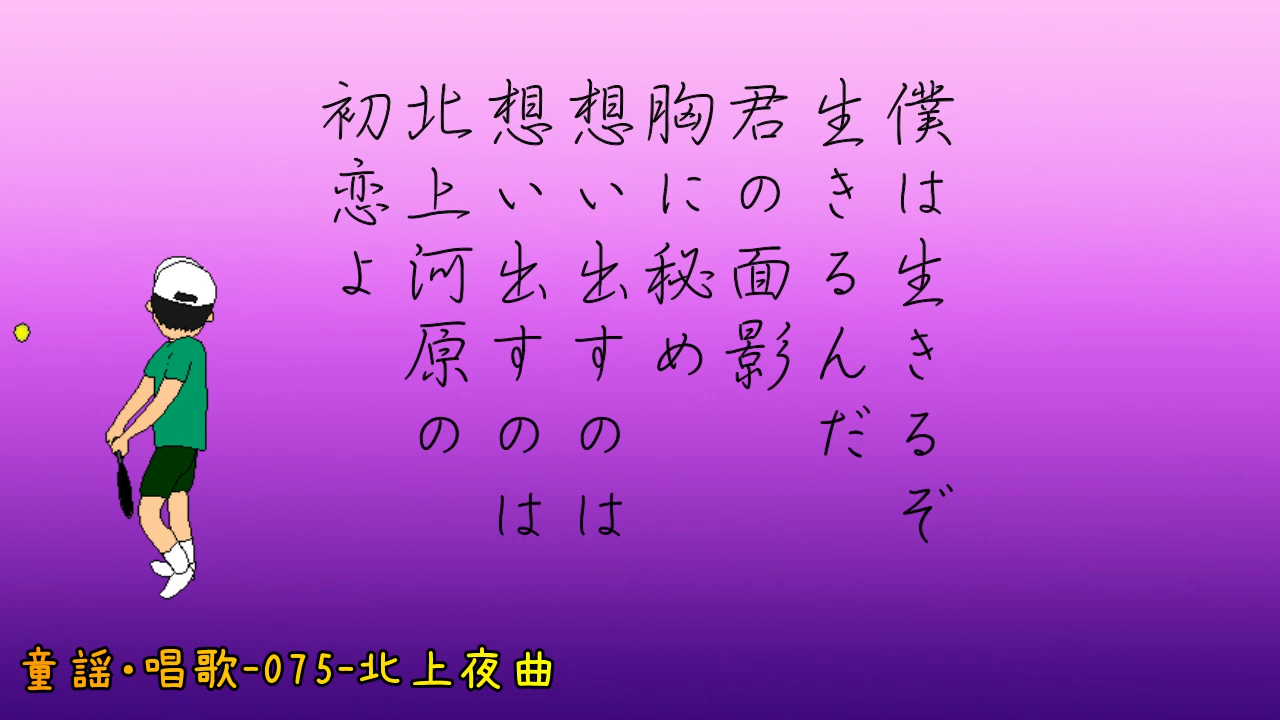 僕は生きるぞ
生きるんだ
君の面影
胸に秘め
想い出すのは
想い出すのは
北上河原の
初恋よ
童謡・唱歌-075-北上夜曲